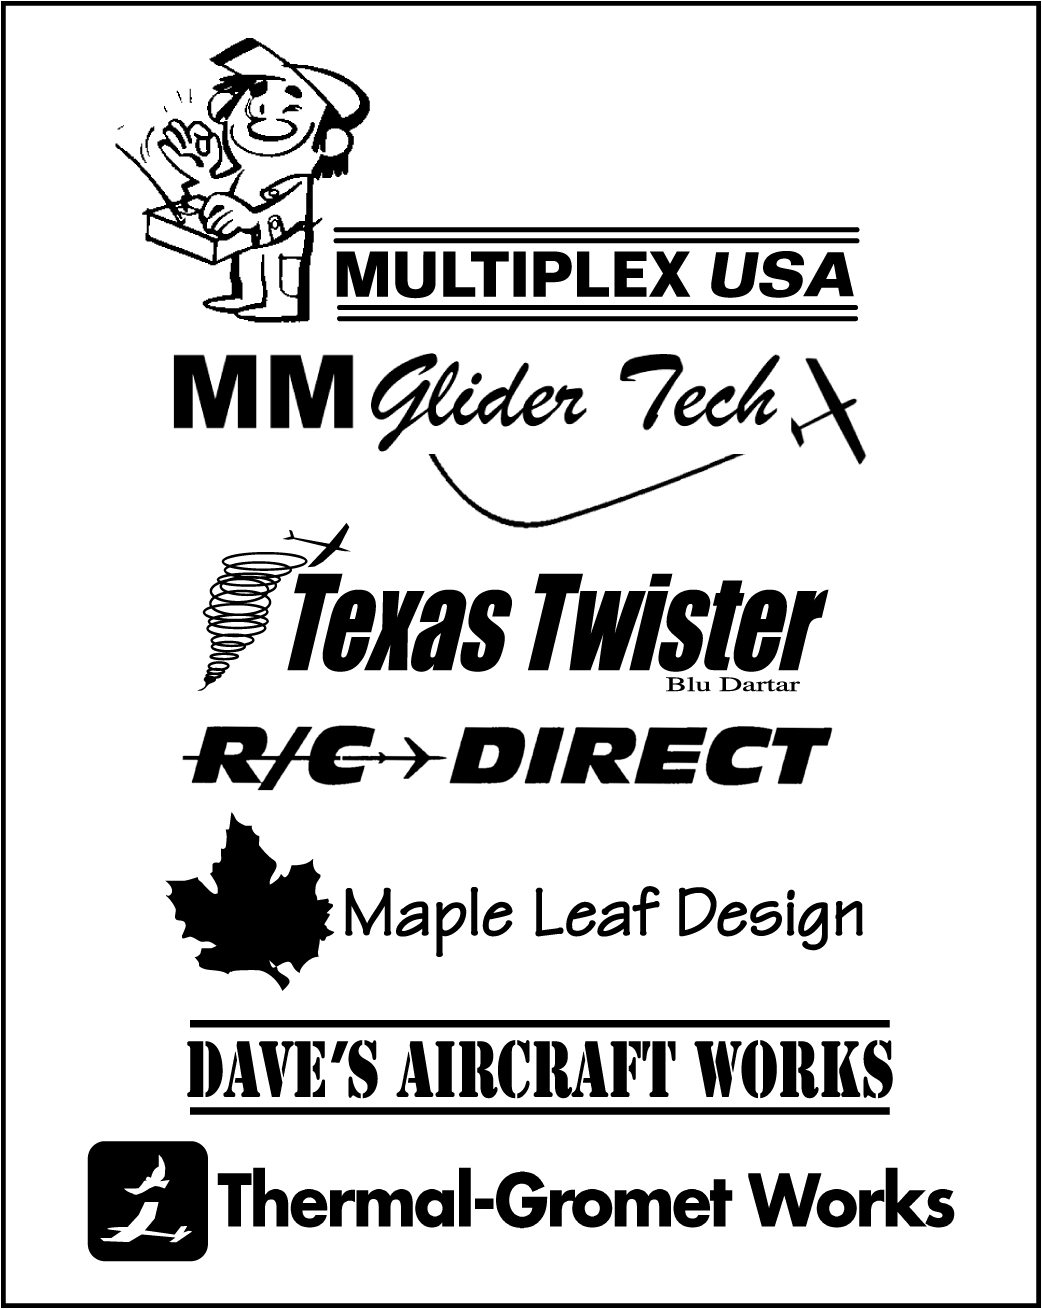 MULTIPLEX USA
MM Glider Tech
Texas Twister
Blu Dartar
R/C DIRECT
Maple Leaf Design
DAVE'S AIRCRAFT WORKS
Thermal-Gromet Works